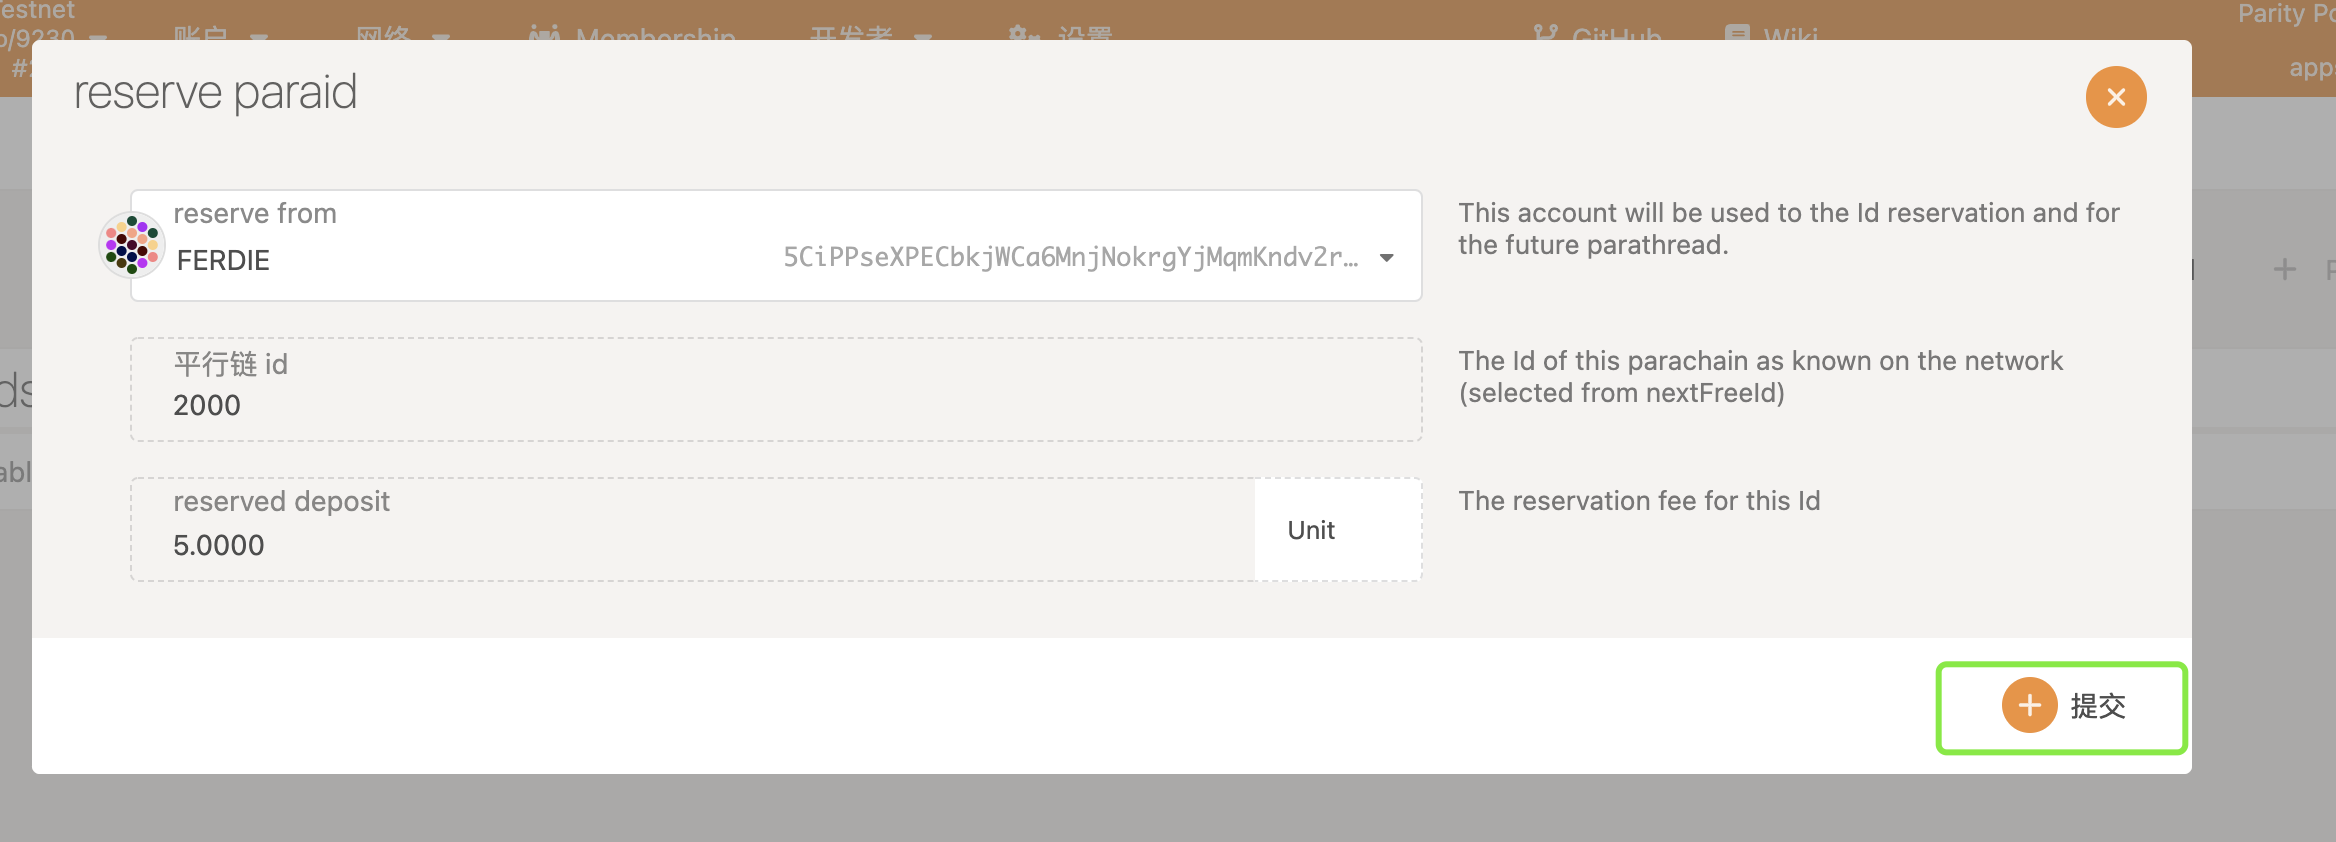 Testnet
/9230
账户
网络
Membership
开发者
设置
GitHub
Wiki
Parity Po
#2
apps
reserve paraid
reserve from
FERDIE
5CiPPseXPECbkjWCa6MnjNokrgYjMqmKndv2r…
This account will be used to the Id reservation and for
the future parathread.
平行链 id
2000
The Id of this parachain as known on the network
(selected from nextFreeId)
reserved deposit
5.0000
Unit
The reservation fee for this Id
提交